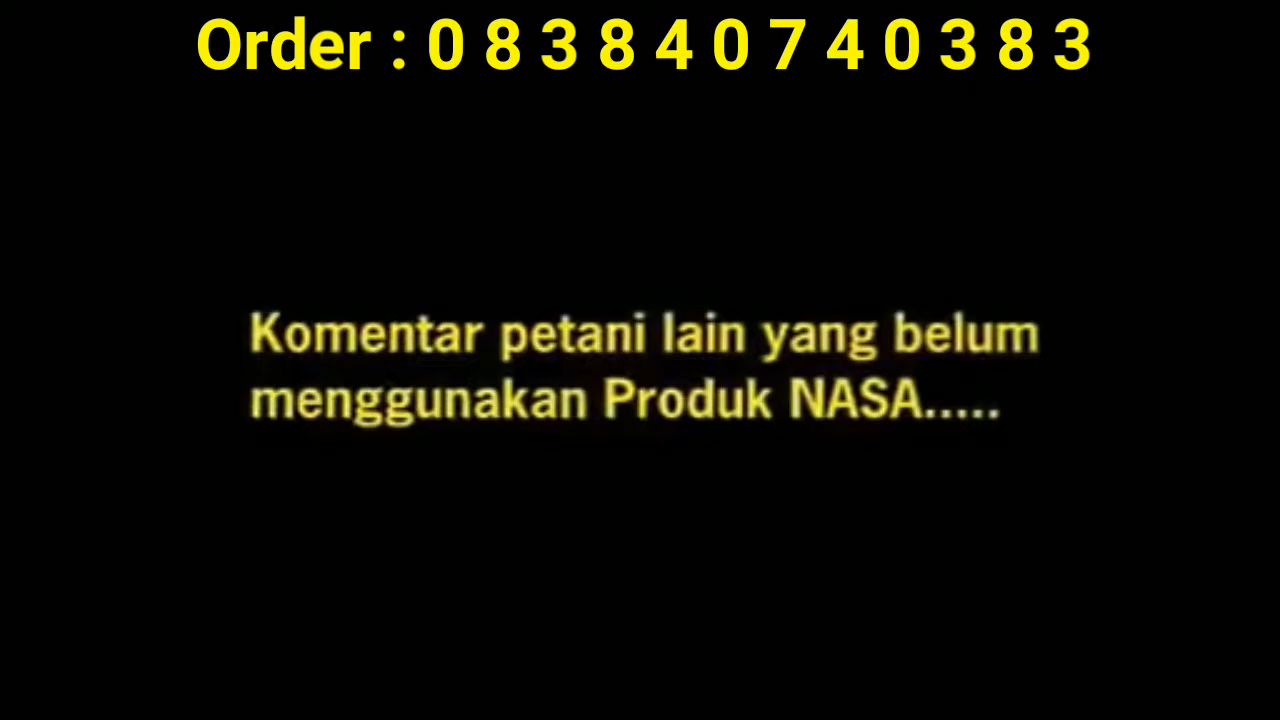 Order : 0 8 3 8 4 0 7 4 0 3 8 3
Komentar petani lain yang belum
menggunakan Produk NASA.....